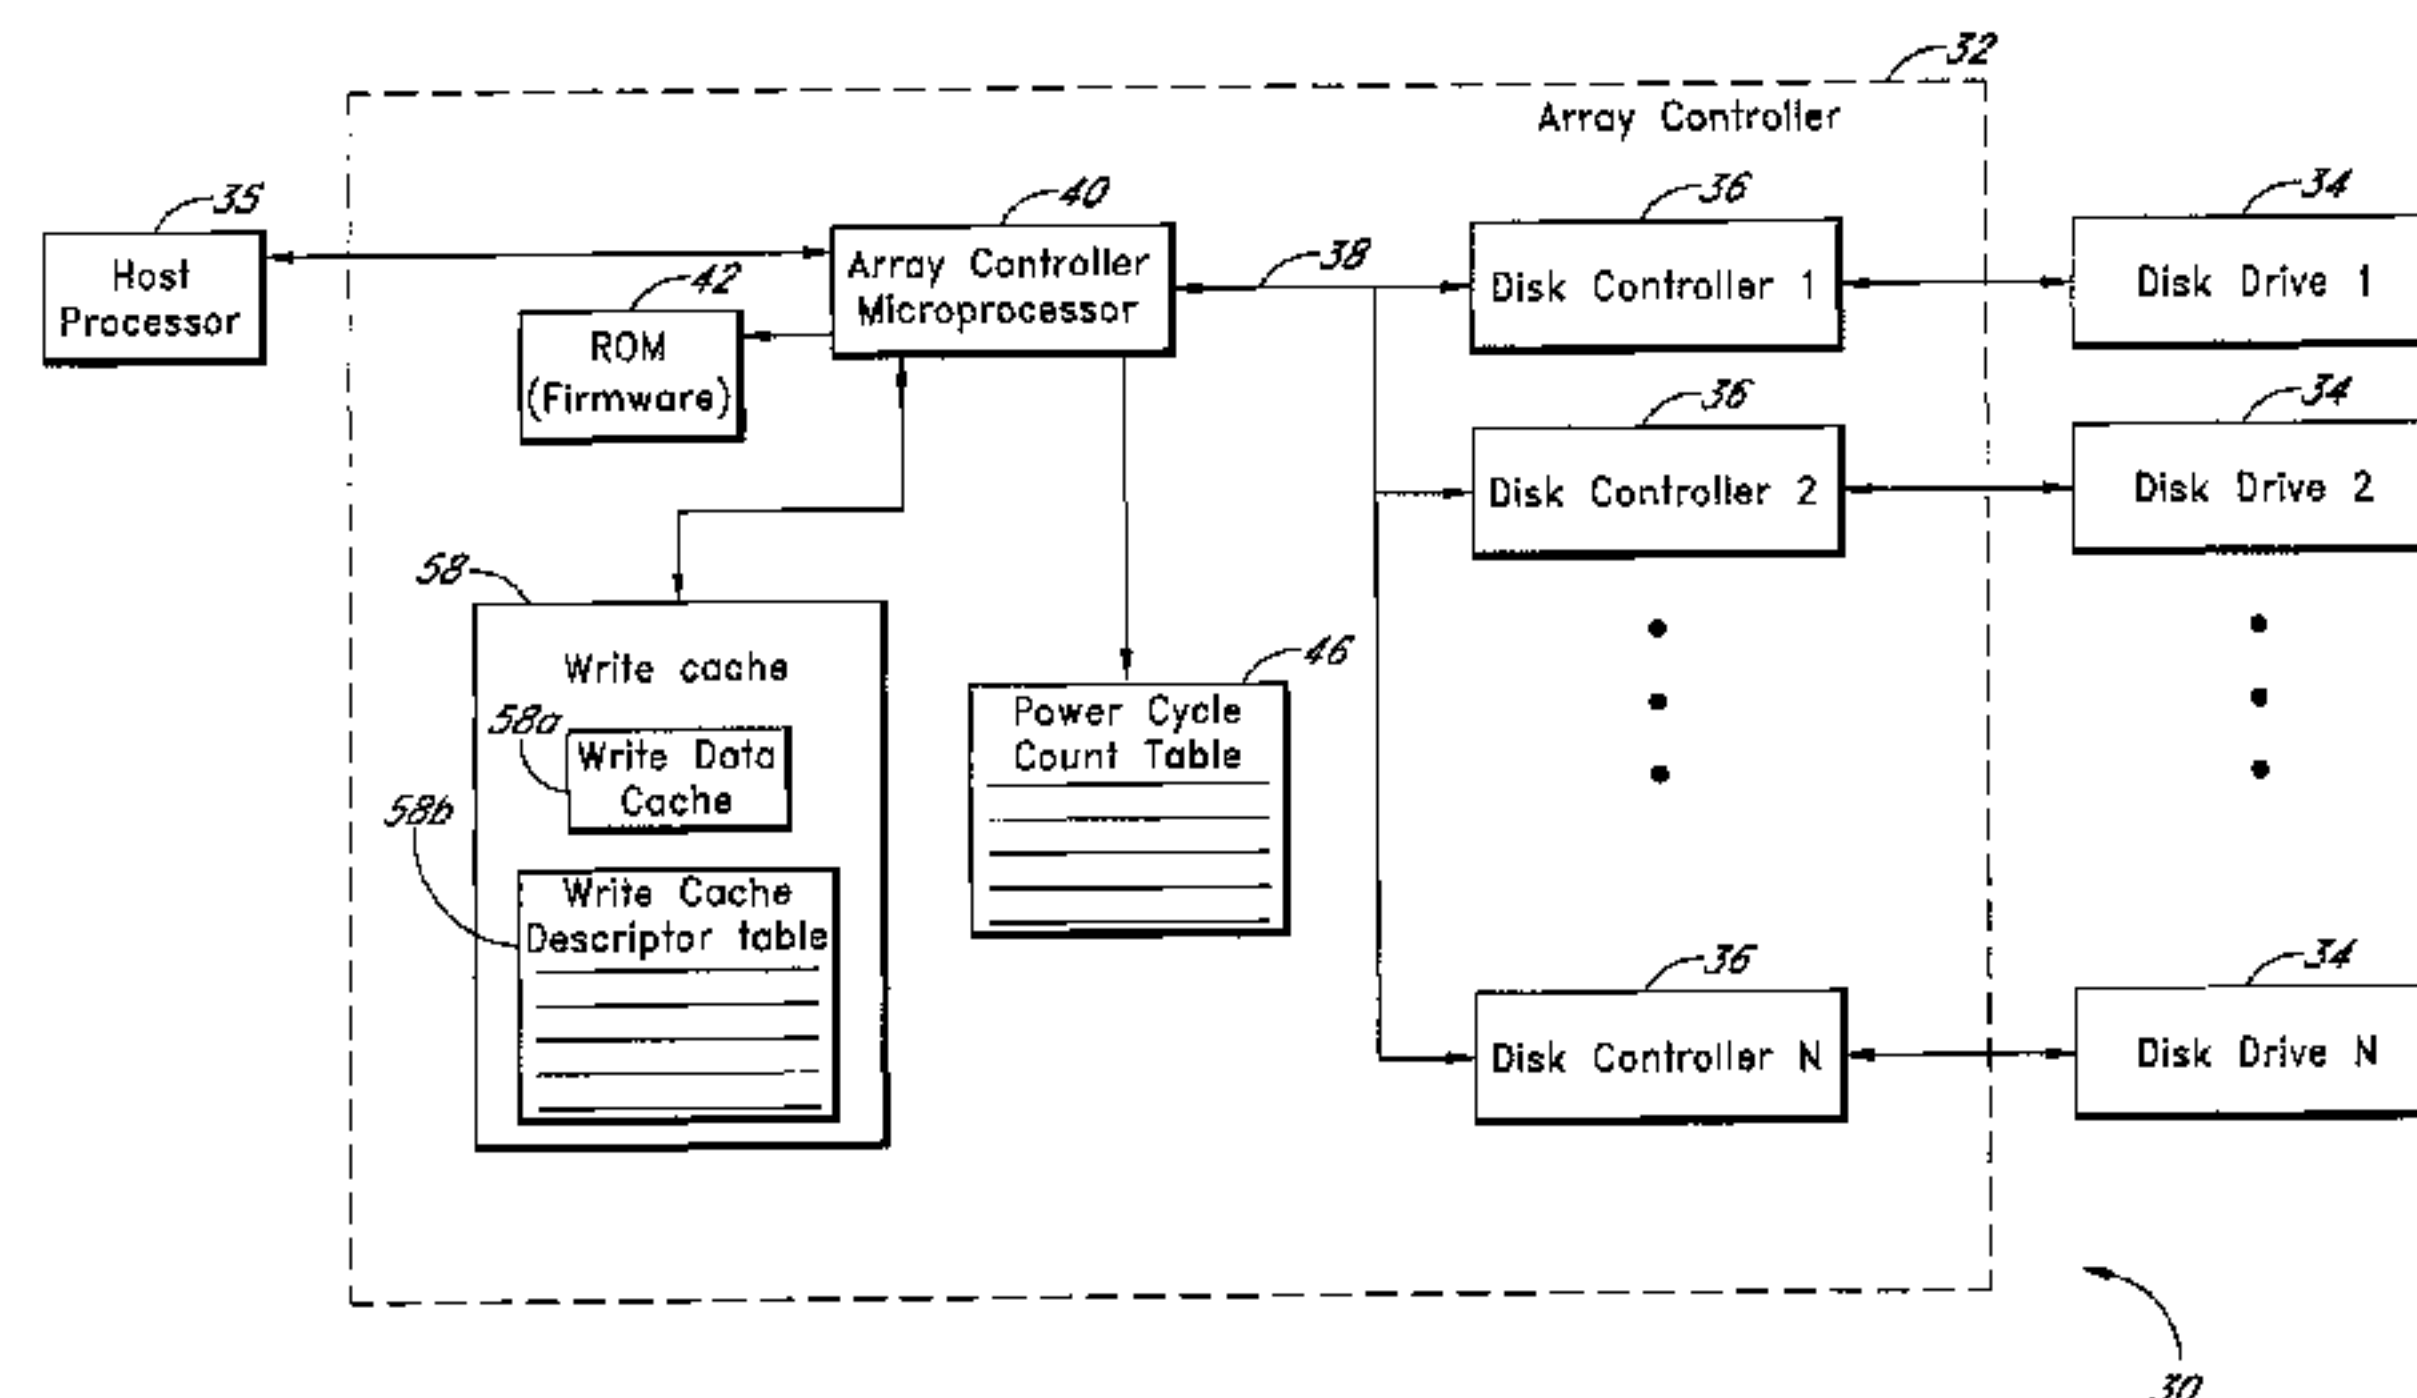 32
Array Controller
35
Host
Processor
40
Array Controller
Microprocessor
42
ROM
(Firmware)
38
36
Disk Controller 1
34
Disk Drive 1
36
Disk Controller 2
34
Disk Drive 2
58
Write cache
58a
Write Data
Cache
58b
Write Cache
Descriptor table
46
Power Cycle
Count Table
36
Disk Controller N
34
Disk Drive N
30